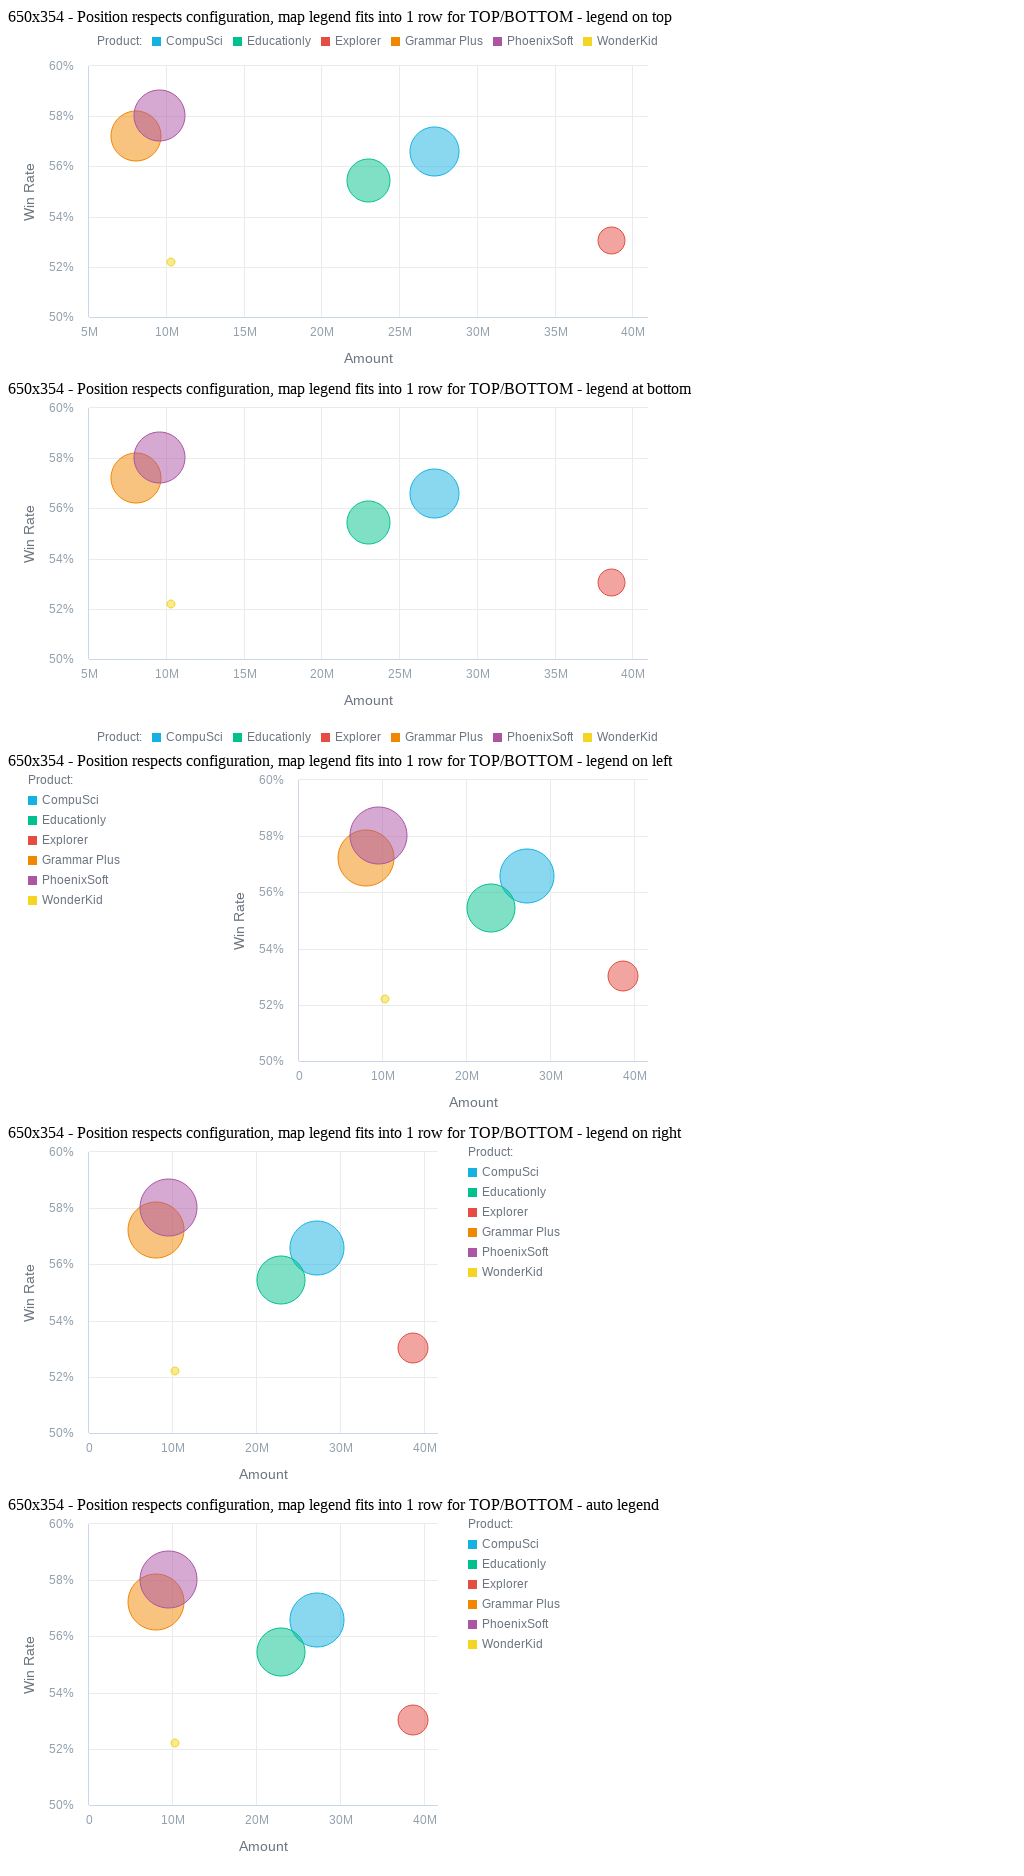 650x354 - Position respects configuration, map legend fits into 1 row for TOP/BOTTOM - legend on top
Product: CompuSci Educationly Explorer Grammar Plus PhoenixSoft WonderKid
60%
58%
56%
54%
52%
50%
Win Rate
5M 10M 15M 20M 25M 30M 35M 40M
Amount
650x354 - Position respects configuration, map legend fits into 1 row for TOP/BOTTOM - legend at bottom
60%
58%
56%
54%
52%
50%
Win Rate
5M 10M 15M 20M 25M 30M 35M 40M
Amount
Product: CompuSci Educationly Explorer Grammar Plus PhoenixSoft WonderKid
650x354 - Position respects configuration, map legend fits into 1 row for TOP/BOTTOM - legend on left
Product:
CompuSci
Educationly
Explorer
Grammar Plus
PhoenixSoft
WonderKid
60%
58%
56%
54%
52%
50%
Win Rate
0 10M 20M 30M 40M
Amount
650x354 - Position respects configuration, map legend fits into 1 row for TOP/BOTTOM - legend on right
60%
58%
56%
54%
52%
50%
Win Rate
0 10M 20M 30M 40M
Amount
Product:
CompuSci
Educationly
Explorer
Grammar Plus
PhoenixSoft
WonderKid
650x354 - Position respects configuration, map legend fits into 1 row for TOP/BOTTOM - auto legend
60%
58%
56%
54%
52%
50%
Win Rate
0 10M 20M 30M 40M
Amount
Product:
CompuSci
Educationly
Explorer
Grammar Plus
PhoenixSoft
WonderKid